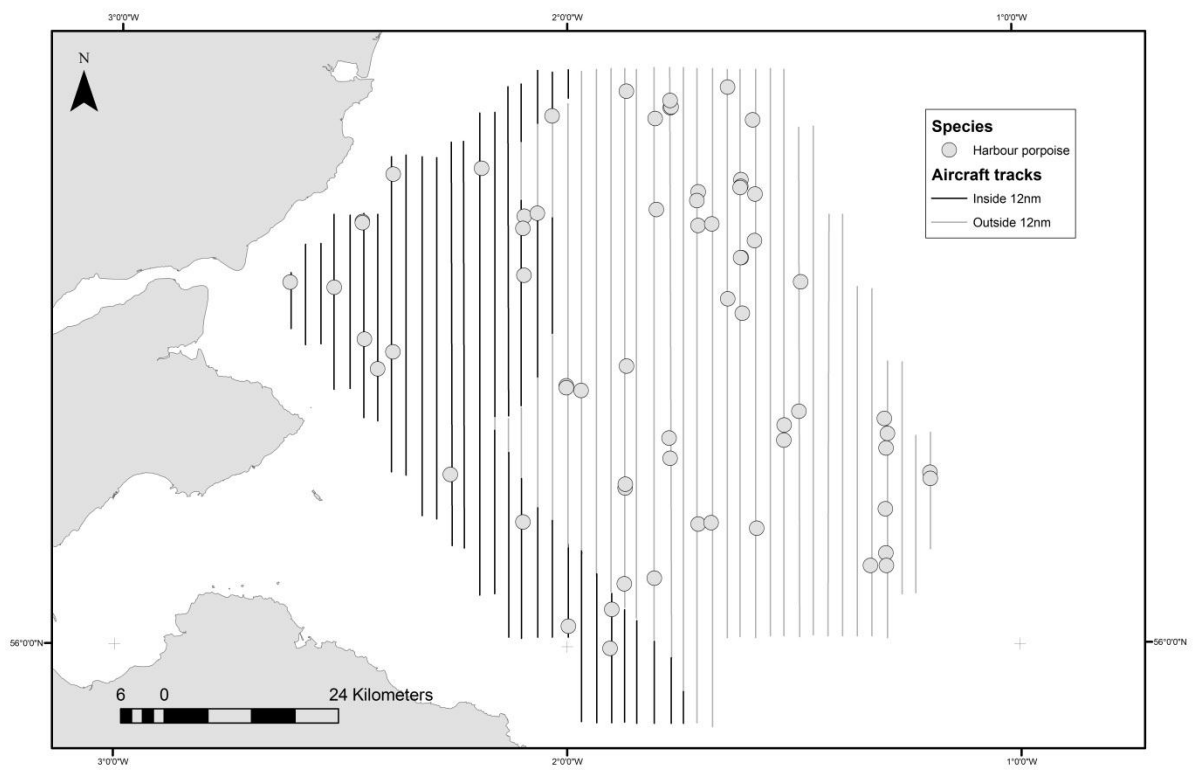 3°0'0"W 2°0'0"W 1°0'0"W
N
Species
Harbour porpoise
Aircraft tracks
Inside 12nm
Outside 12nm
56°0'0"N 56°0'0"N
6 0 24 Kilometers
3°0'0"W 2°0'0"W 1°0'0"W